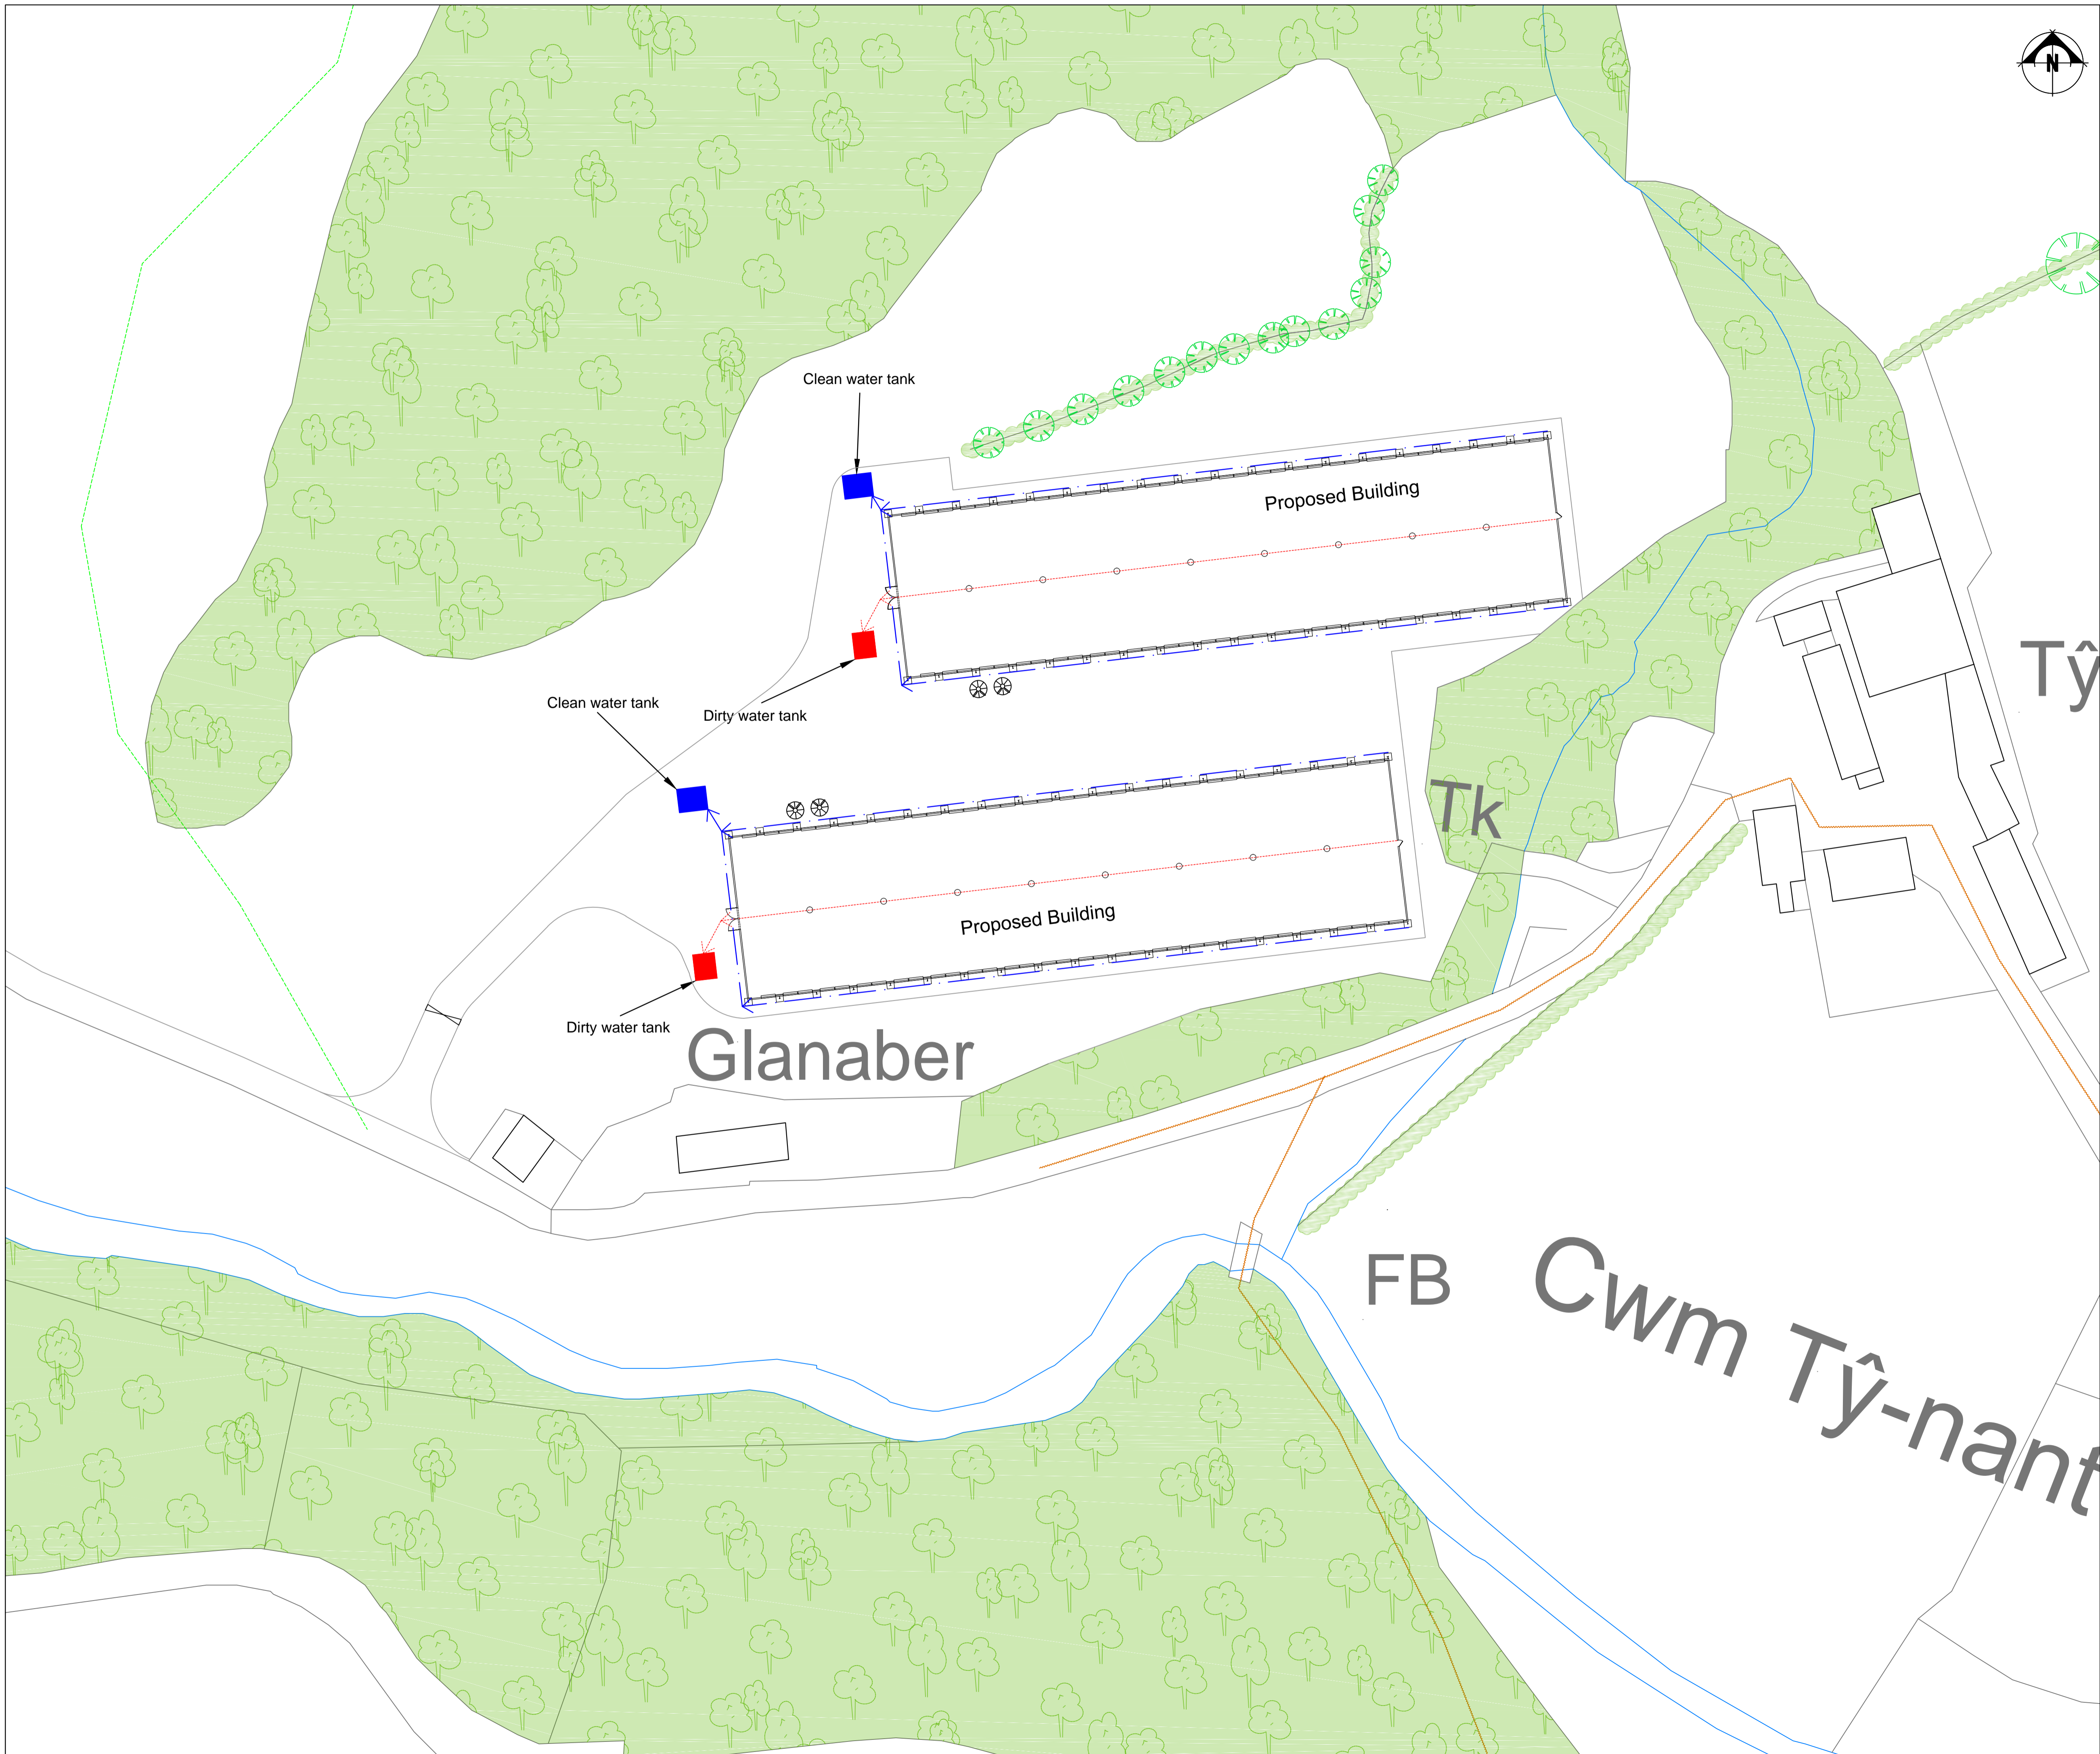 N
Clean water tank
Proposed Building
Tŷ
Clean water tank
Dirty water tank
Tk
Proposed Building
Dirty water tank
Glanaber
FB
Cwm Tŷ-nant